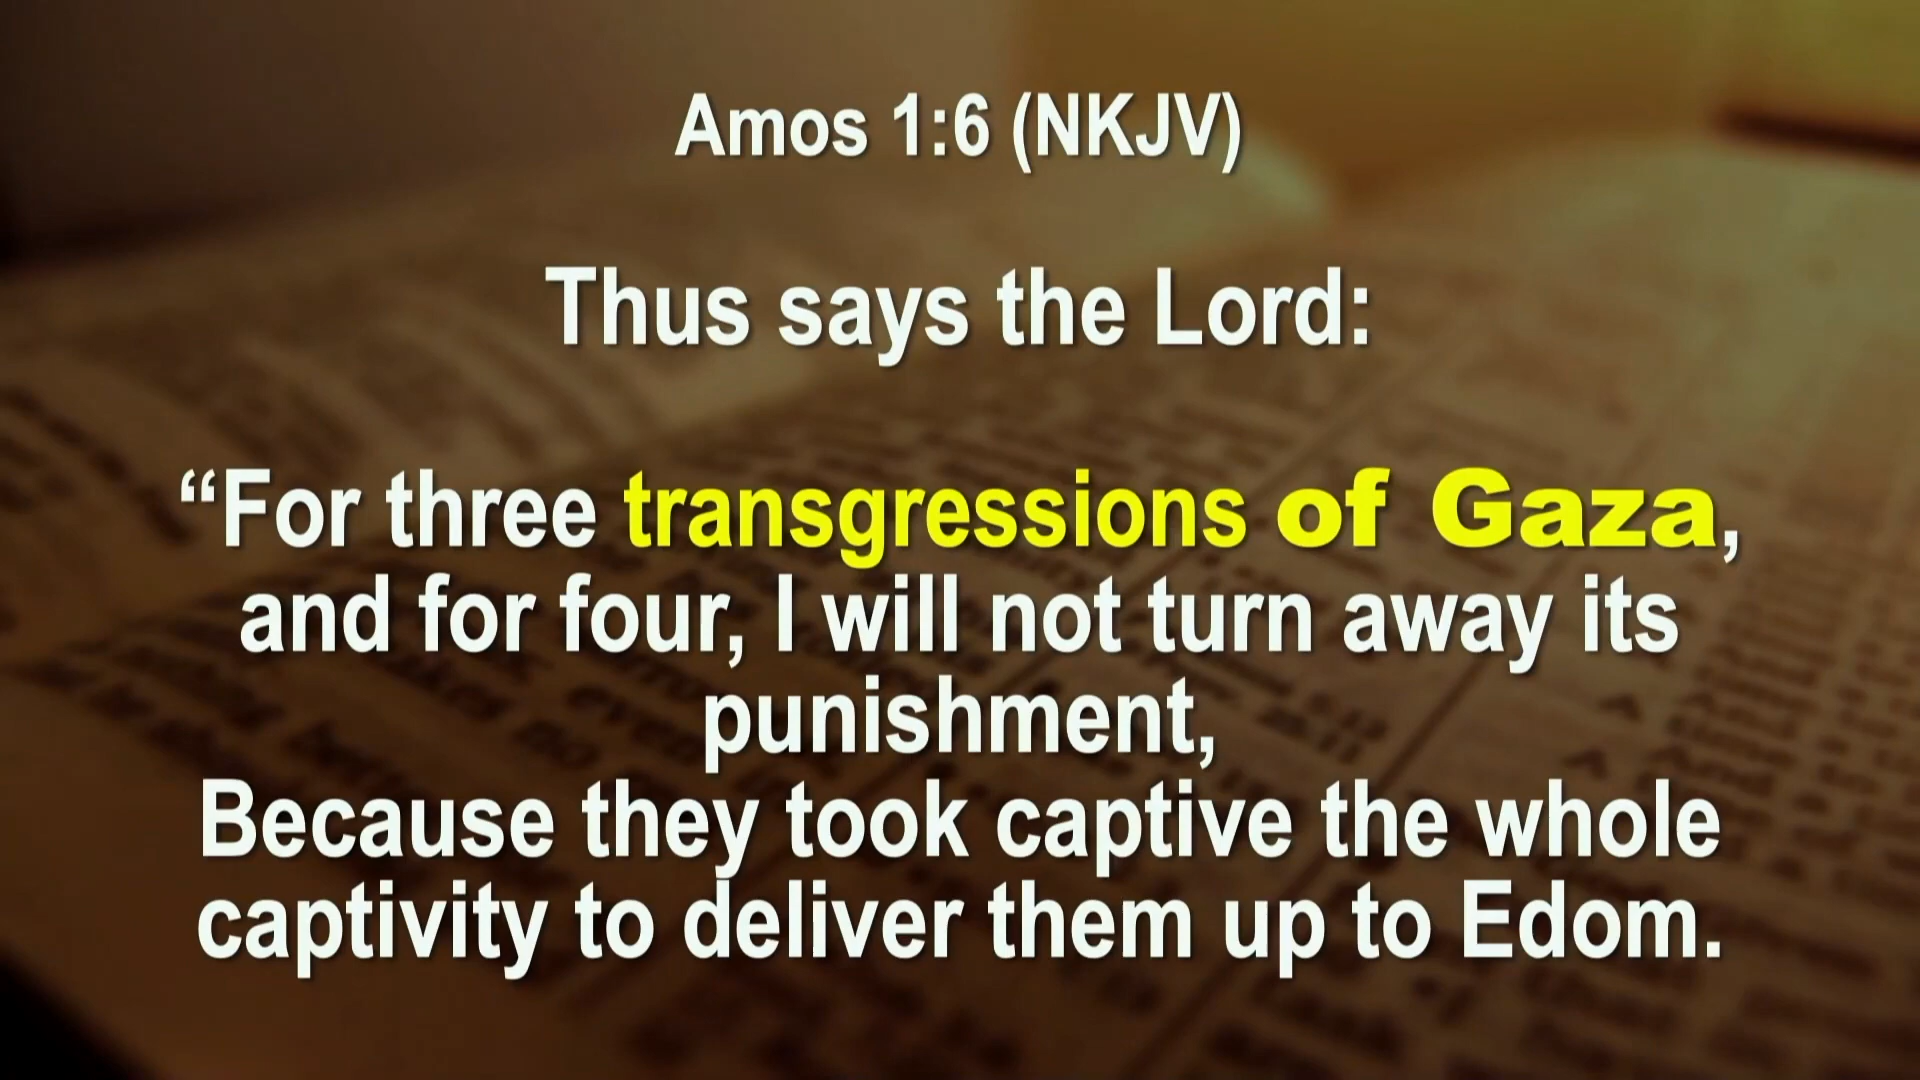 Amos 1:6 (NKJV)
Thus says the Lord:
“For three transgressions of Gaza,
and for four, I will not turn away its
punishment,
Because they took captive the whole
captivity to deliver them up to Edom.